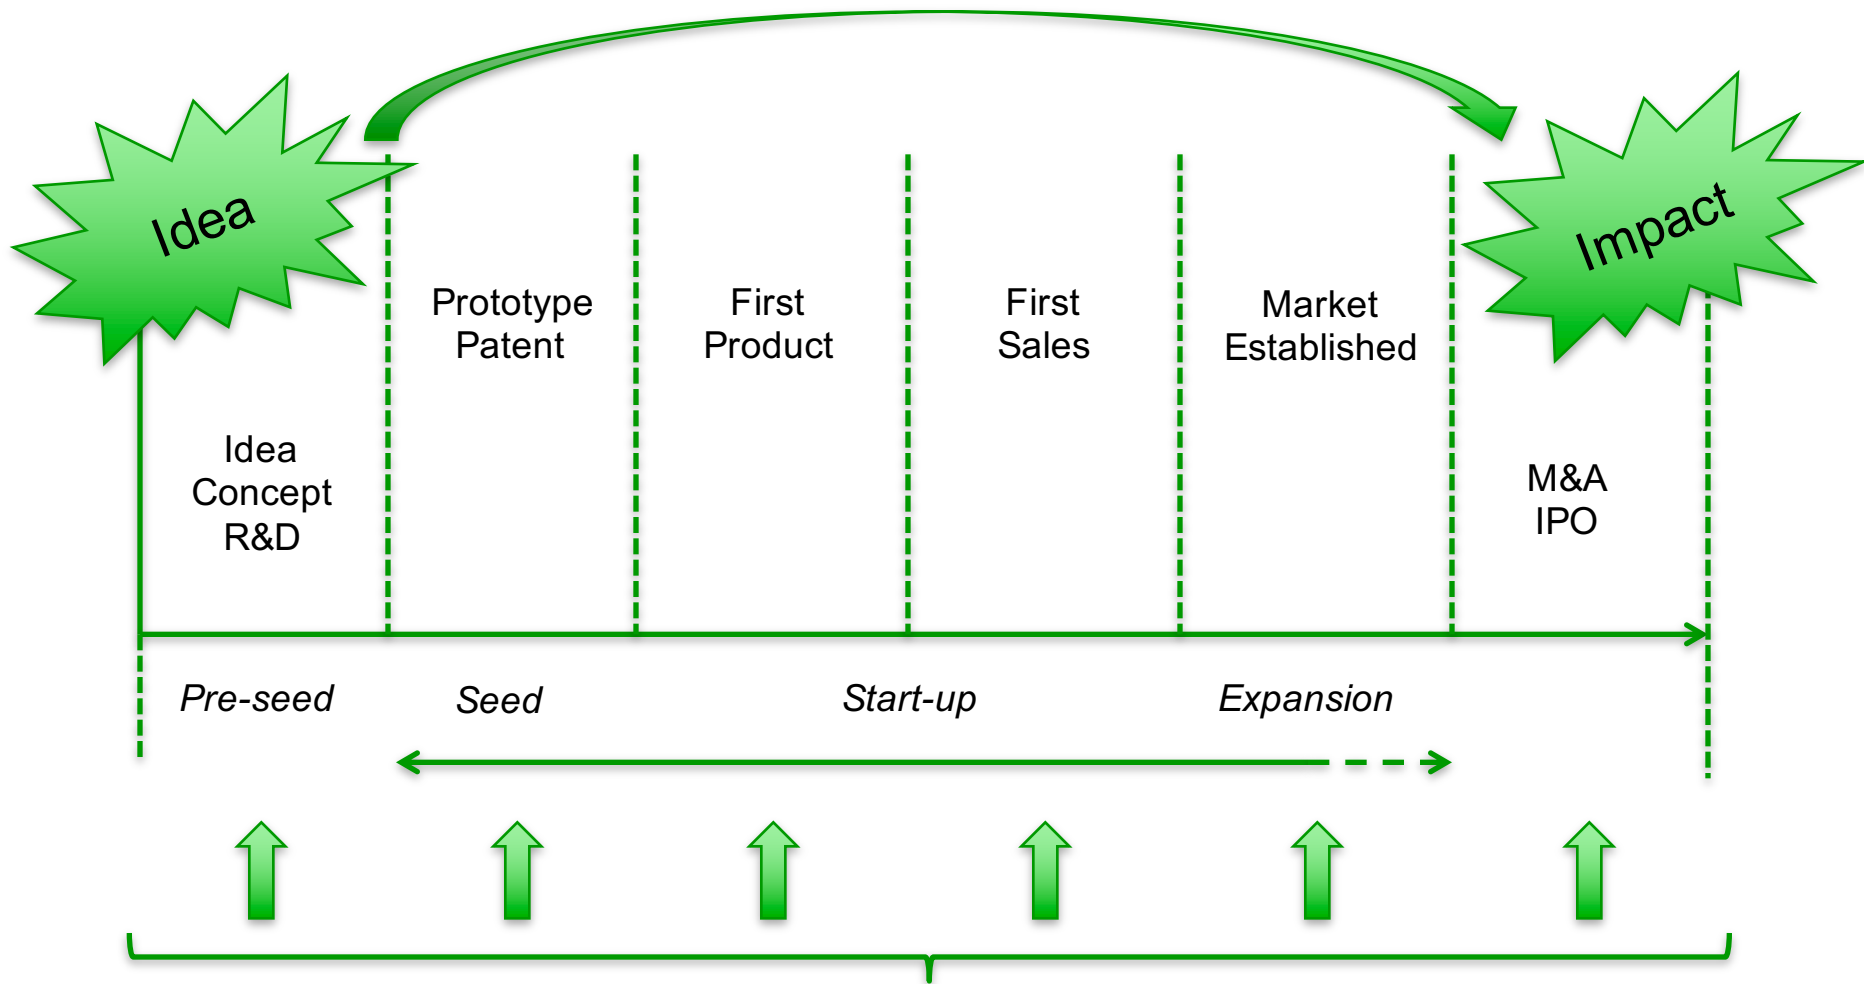 Idea
Impact
Prototype
Patent
First
Product
First
Sales
Market
Established
Idea
Concept
R&D
M&A
IPO
Pre-seed
Seed
Start-up
Expansion